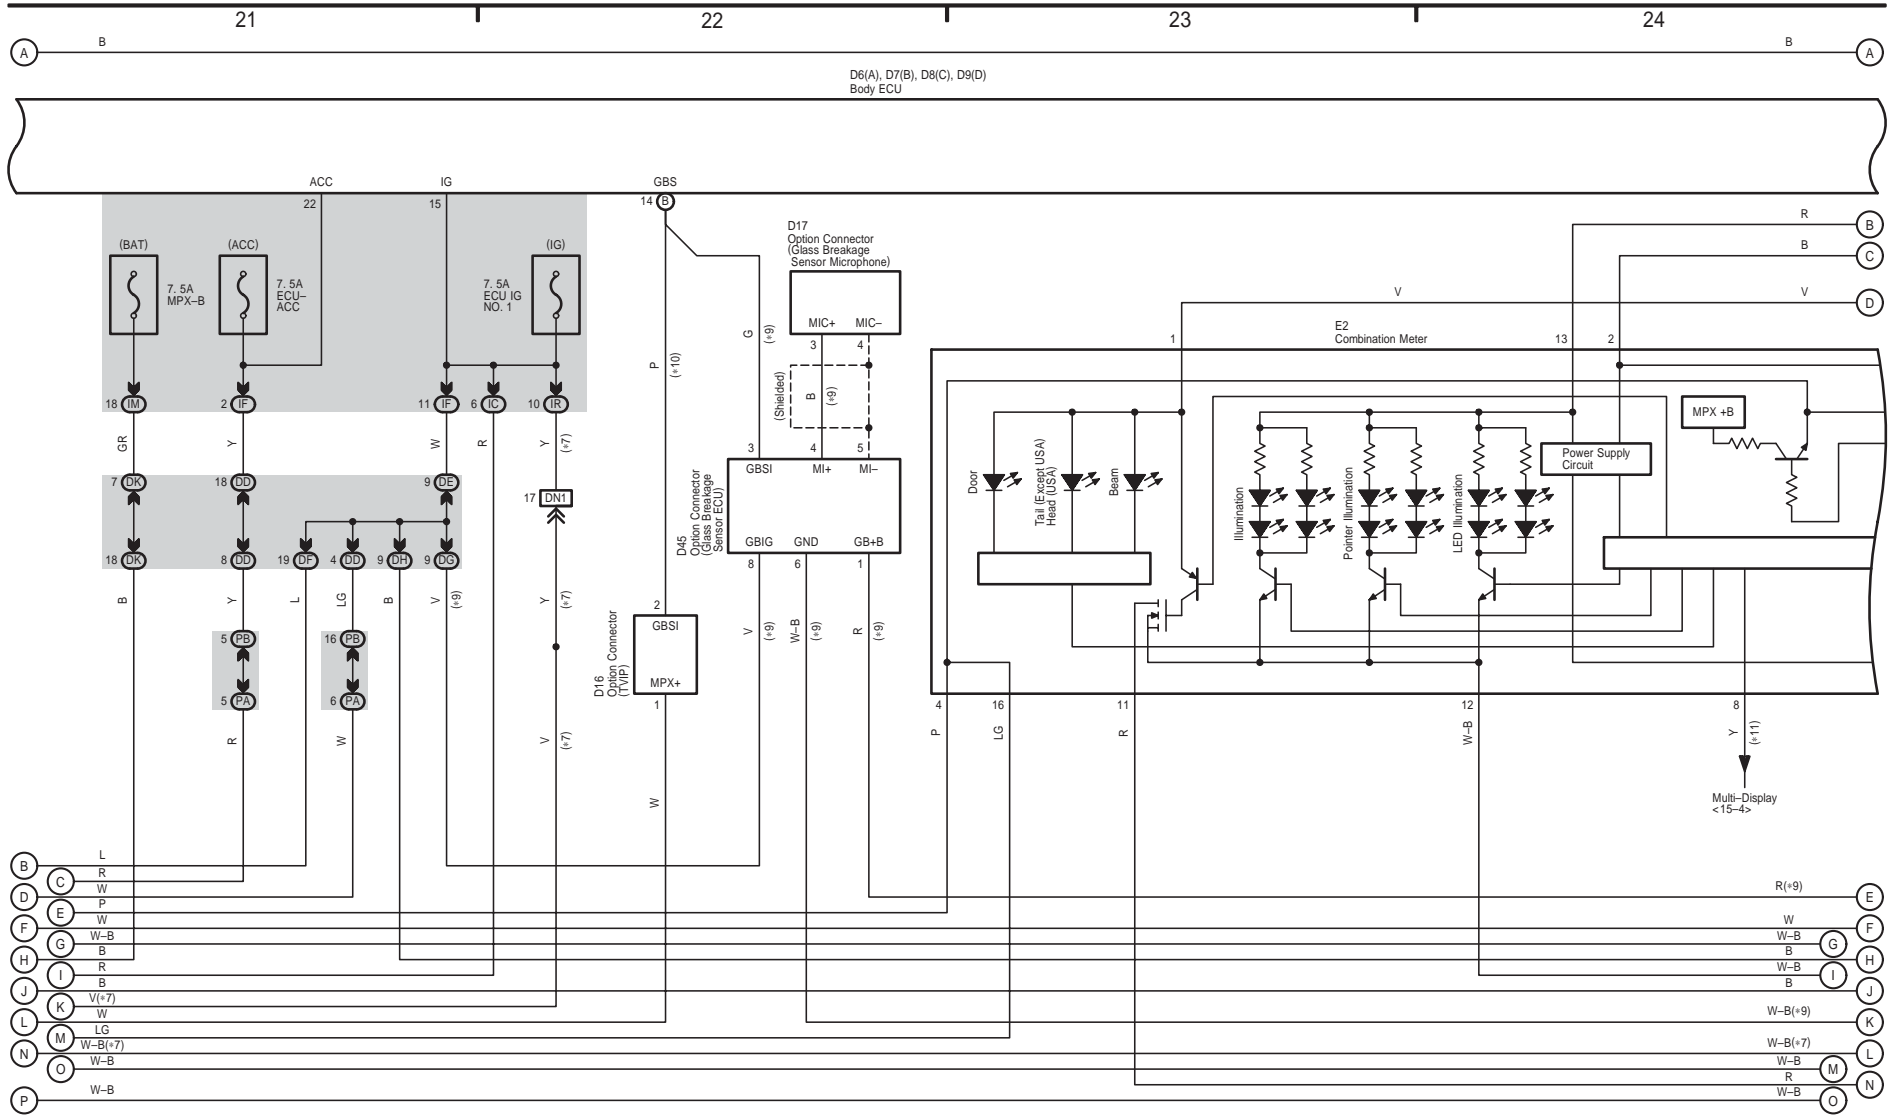 21
22
23
24
A
B
B
A
D6(A), D7(B), D8(C), D9(D)
Body ECU
ACC
IG
GBS
22
15
14 B
(BAT)
(ACC)
(IG)
7. 5A
MPX–B
7. 5A
ECU–
ACC
7. 5A
ECU IG
NO. 1
18 IM
2 IF
11 IF
6 IC
10 IR
GR
Y
W
R
Y
(*7)
7 DK
18 DD
9 DE
17 DN1
18 DK
8 DD
19 DF
4 DD
9 DH
9 DG
B
Y
L
LG
B
V
(*9)
Y
(*7)
5 PB
16 PB
5 PA
6 PA
R
W
V
(*7)
P
(*10)
G
(*9)
D17
Option Connector
(Glass Breakage
Sensor Microphone)
MIC+
MIC–
3
4
(Shielded)
B
(*9)
3
4
5
GBSI
MI+
MI–
D45
Option Connector
(Glass Breakage
Sensor ECU)
GBIG
GND
GB+B
8
6
1
V
(*9)
W–B
(*9)
R
(*9)
2
GBSI
D16
Option Connector
(TVIP)
MPX+
1
W
R
B
B
C
V
V
D
E2
Combination Meter
1
13
2
Door
Tail (Except USA)
Head (USA)
Beam
Illumination
Pointer Illumination
LED Illumination
Power Supply
Circuit
MPX +B
4
16
11
12
8
P
LG
R
W–B
Y
(*11)
Multi–Display
<15–4>
B
L
C
R
D
W
E
P
F
W
G
W–B
H
B
I
R
J
B
K
V(*7)
L
W
M
LG
N
W–B(*7)
O
W–B
P
W–B
R(*9)
E
W
F
W–B
G
B
H
W–B
I
B
J
W–B(*9)
K
W–B(*7)
L
W–B
M
R
N
W–B
O